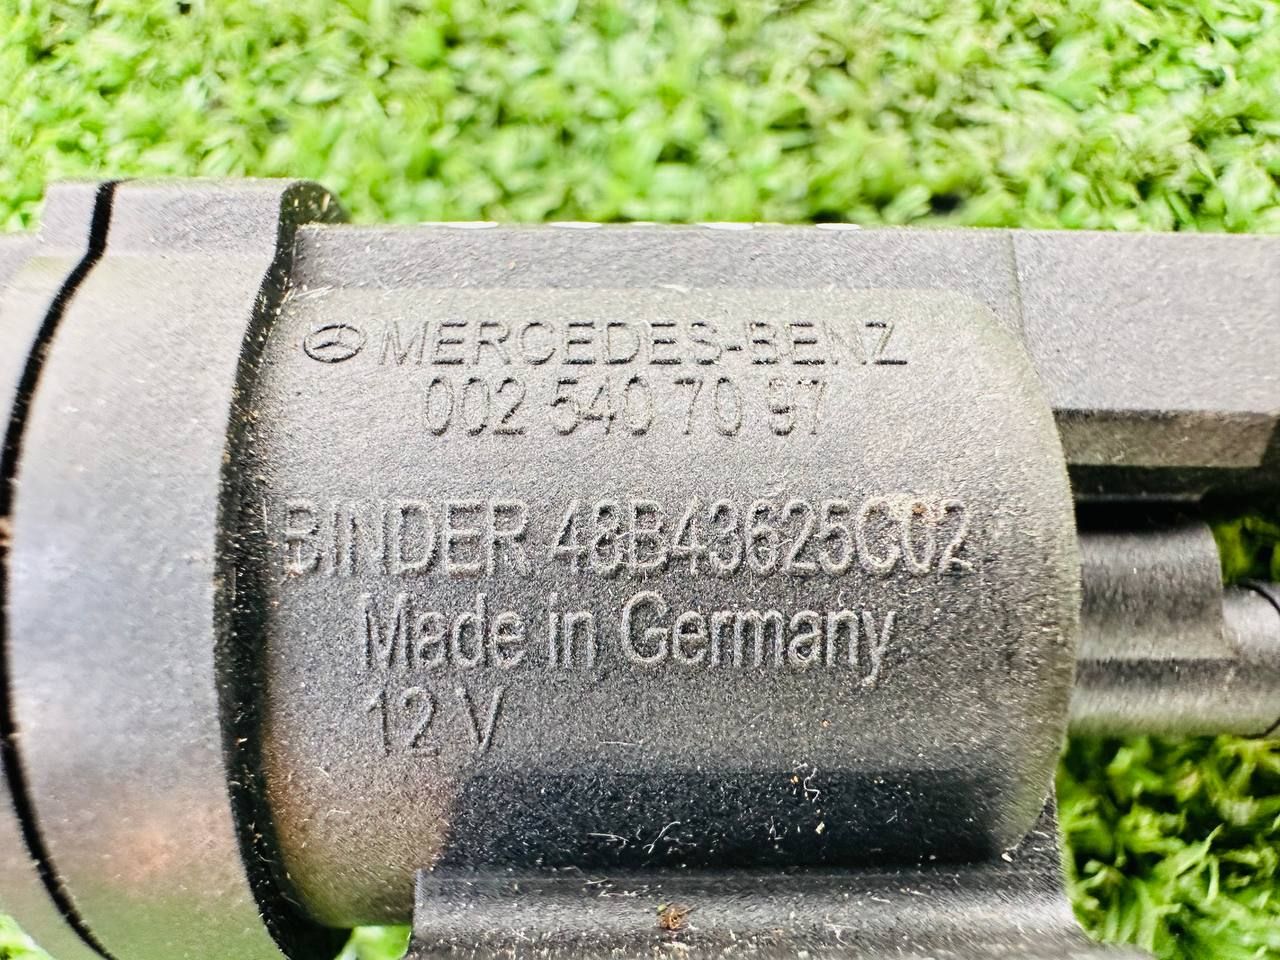 MERCEDES-BENZ
002 540 70 97
BINDER 48B43625C02
Made in Germany
12 V